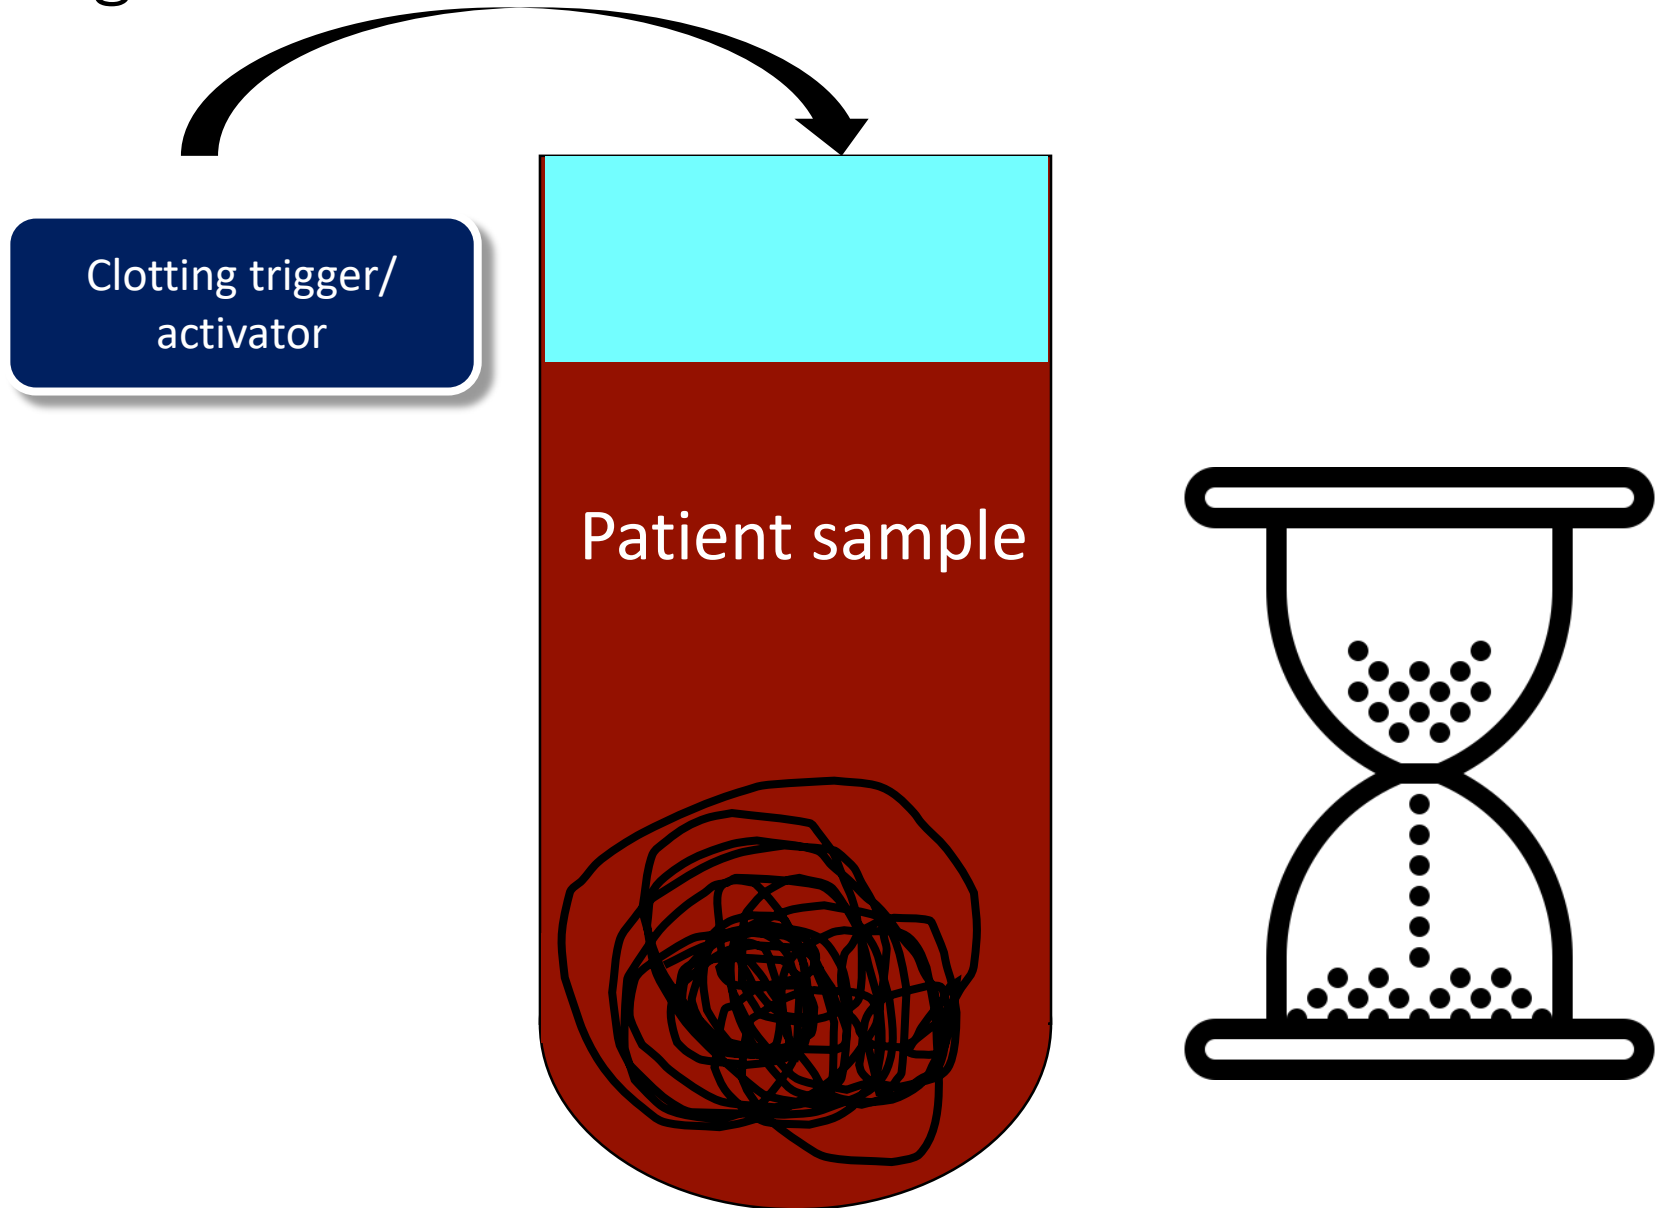 Clotting trigger/
activator
Patient sample